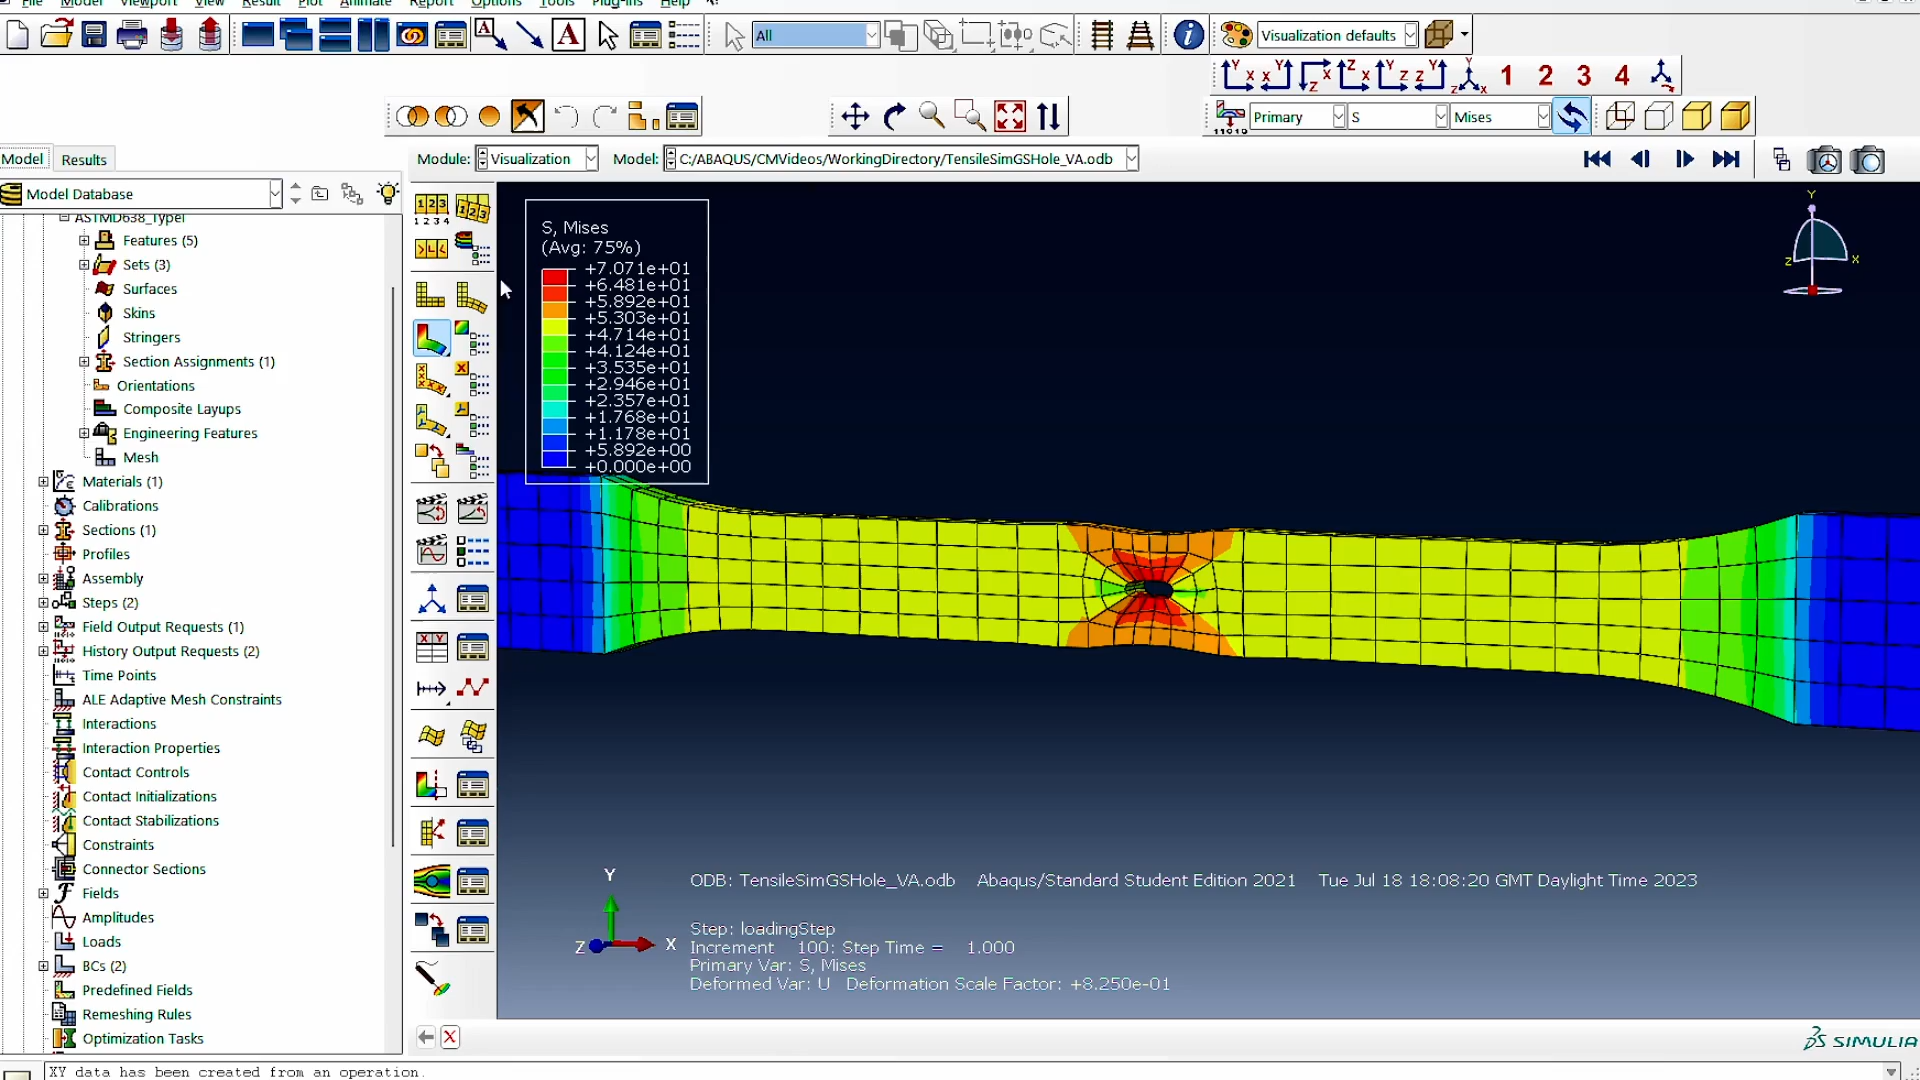 File Model Viewport View Result Plot Animate Report Options Tools Plug-ins Help
All
Visualization defaults
1 2 3 4
Primary S Mises
Model Results
Module: Visualization Model: C:/ABAQUS/CMVideos/WorkingDirectory/TensileSimGSHole_VA.odb
Model Database
ASTMD638_TypeI
Features (5)
Sets (3)
Surfaces
Skins
Stringers
Section Assignments (1)
Orientations
Composite Layups
Engineering Features
Mesh
Materials (1)
Calibrations
Sections (1)
Profiles
Assembly
Steps (2)
Field Output Requests (1)
History Output Requests (2)
Time Points
ALE Adaptive Mesh Constraints
Interactions
Interaction Properties
Contact Controls
Contact Initializations
Contact Stabilizations
Constraints
Connector Sections
Fields
Amplitudes
Loads
BCs (2)
Predefined Fields
Remeshing Rules
Optimization Tasks
S, Mises
(Avg: 75%)
+7.071e+01
+6.481e+01
+5.892e+01
+5.303e+01
+4.714e+01
+4.124e+01
+3.535e+01
+2.946e+01
+2.357e+01
+1.768e+01
+1.178e+01
+5.892e+00
+0.000e+00
Y
Z
X
Y
Z
X
ODB: TensileSimGSHole_VA.odb Abaqus/Standard Student Edition 2021 Tue Jul 18 18:08:20 GMT Daylight Time 2023
Step: loadingStep
Increment 100: Step Time = 1.000
Primary Var: S, Mises
Deformed Var: U Deformation Scale Factor: +8.250e-01
SIMULIA
XY data has been created from an operation.